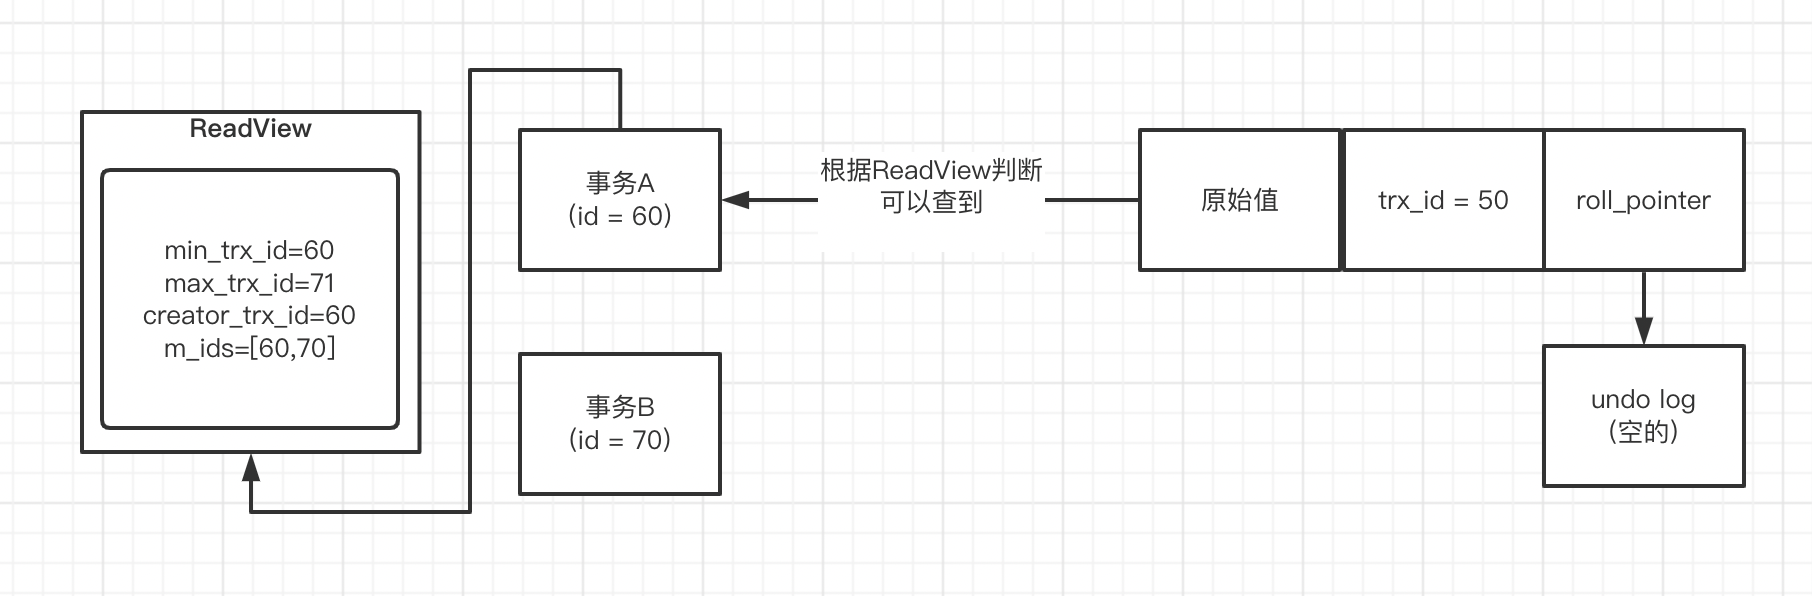 ReadView
min_trx_id=60
max_trx_id=71
creator_trx_id=60
m_ids=[60,70]
事务A
(id = 60)
事务B
(id = 70)
根据ReadView判断
可以查到
原始值
trx_id = 50
roll_pointer
undo log
(空的)